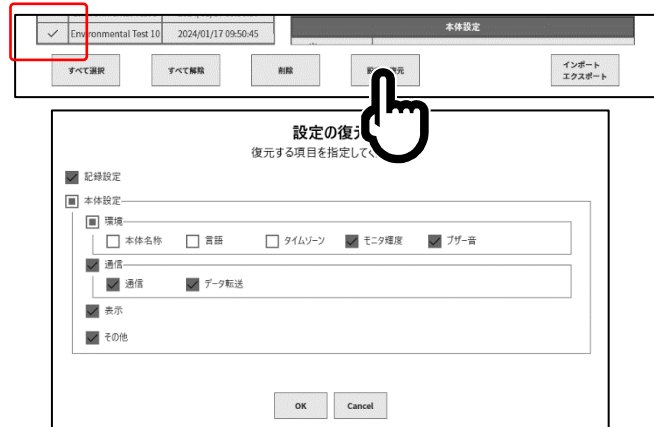 Environmental Test 10 2024/01/17 09:50:45
本体設定
すべて選択 すべて解除 削除 インポート
エクスポート
設定の復
復元する項目を指定して
記録設定
本体設定
環境
本体名称 言語 タイムゾーン モニタ輝度 ブザー音
通信
通信 データ転送
表示
その他
OK Cancel